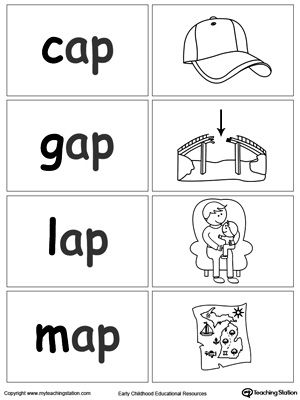 cap
gap
lap
map
Copyright © www.myteachingstation.com
Early Childhood Educational Resources
TeachingStation